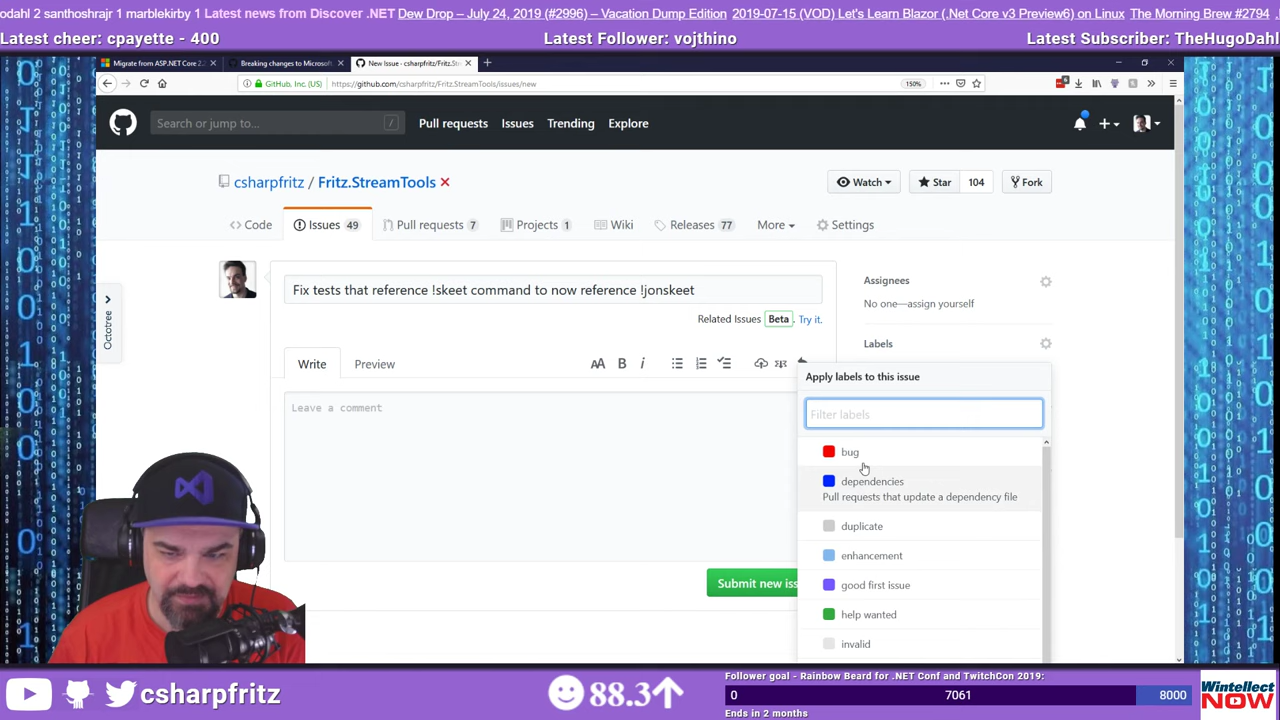 odahl 2 santhoshrajr 1 marblekirby 1 Latest news from Discover .NET Dew Drop – July 24, 2019 (#2996) – Vacation Dump Edition 2019-07-15 (VOD) Let's Learn Blazor (.Net Core v3 Preview6) on Linux The Morning Brew #2794
Latest cheer: cpayette - 400 Latest Follower: vojthino Latest Subscriber: TheHugoDahl
Migrate from ASP.NET Core 2.2 Breaking changes to Microsoft. New Issue - csharpfritz/Fritz.St
GitHub, Inc. (US) https://github.com/csharpfritz/Fritz.StreamTools/issues/new 150%
Search or jump to... / Pull requests Issues Trending Explore
csharpfritz / Fritz.StreamTools
Watch Star 104 Fork
Code Issues 49 Pull requests 7 Projects 1 Wiki Releases 77 More Settings
Fix tests that reference !skeet command to now reference !jonskeet
Related Issues Beta . Try it.
Write Preview AA B i
Leave a comment
Submit new iss
Octotree
Assignees
No one—assign yourself
Labels
Apply labels to this issue
Filter labels
bug
dependencies
Pull requests that update a dependency file
duplicate
enhancement
good first issue
help wanted
invalid
csharpfritz
88.3
Follower goal - Rainbow Beard for .NET Conf and TwitchCon 2019:
0 7061 8000
Ends in 2 months
Wintellect
NOW